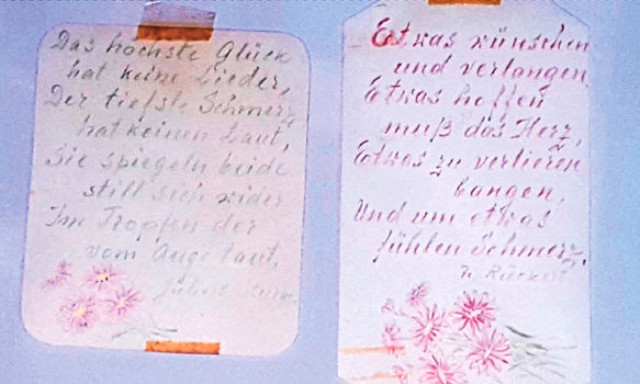 Das höchste Glück
hat keine Lieder,
Der tiefste Schmerz
hat keinen Laut,
Sie spiegeln beide
still sich wider
Im Tropfen der
vom Auge taut,
Julius
Etwas wünschen
und verlangen
Etwas hoffen
muß das Herz,
Etwas zu verlieren
bangen,
Und um etwas
fühlen Schmerz.
Rückert